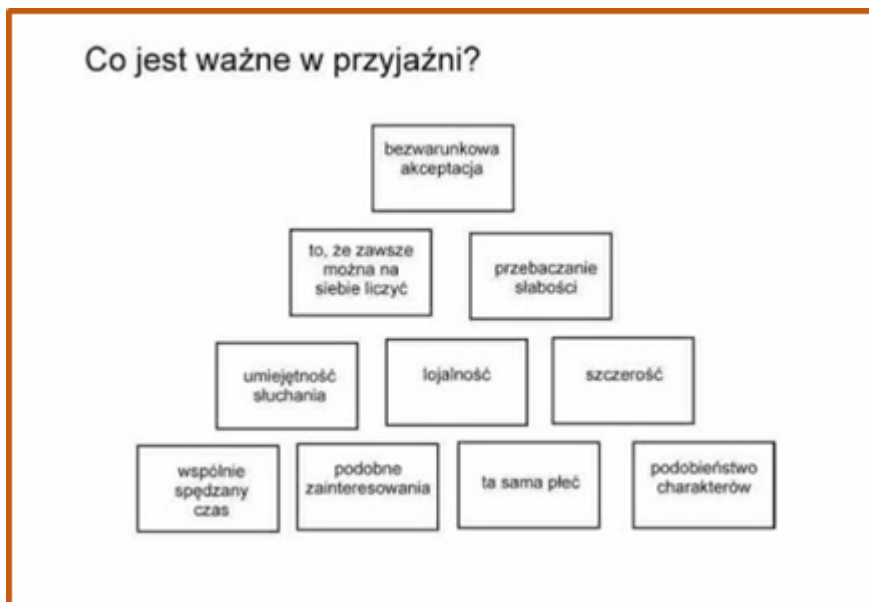 Co jest ważne w przyjaźni?
bezwarunkowa
akceptacja
to, że zawsze
można na
siebie liczyć
przebaczanie
słabości
umiejętność
słuchania
lojalność
szczerość
wspólnie
spędzany
czas
podobne
zainteresowania
ta sama płeć
podobieństwo
charakterów